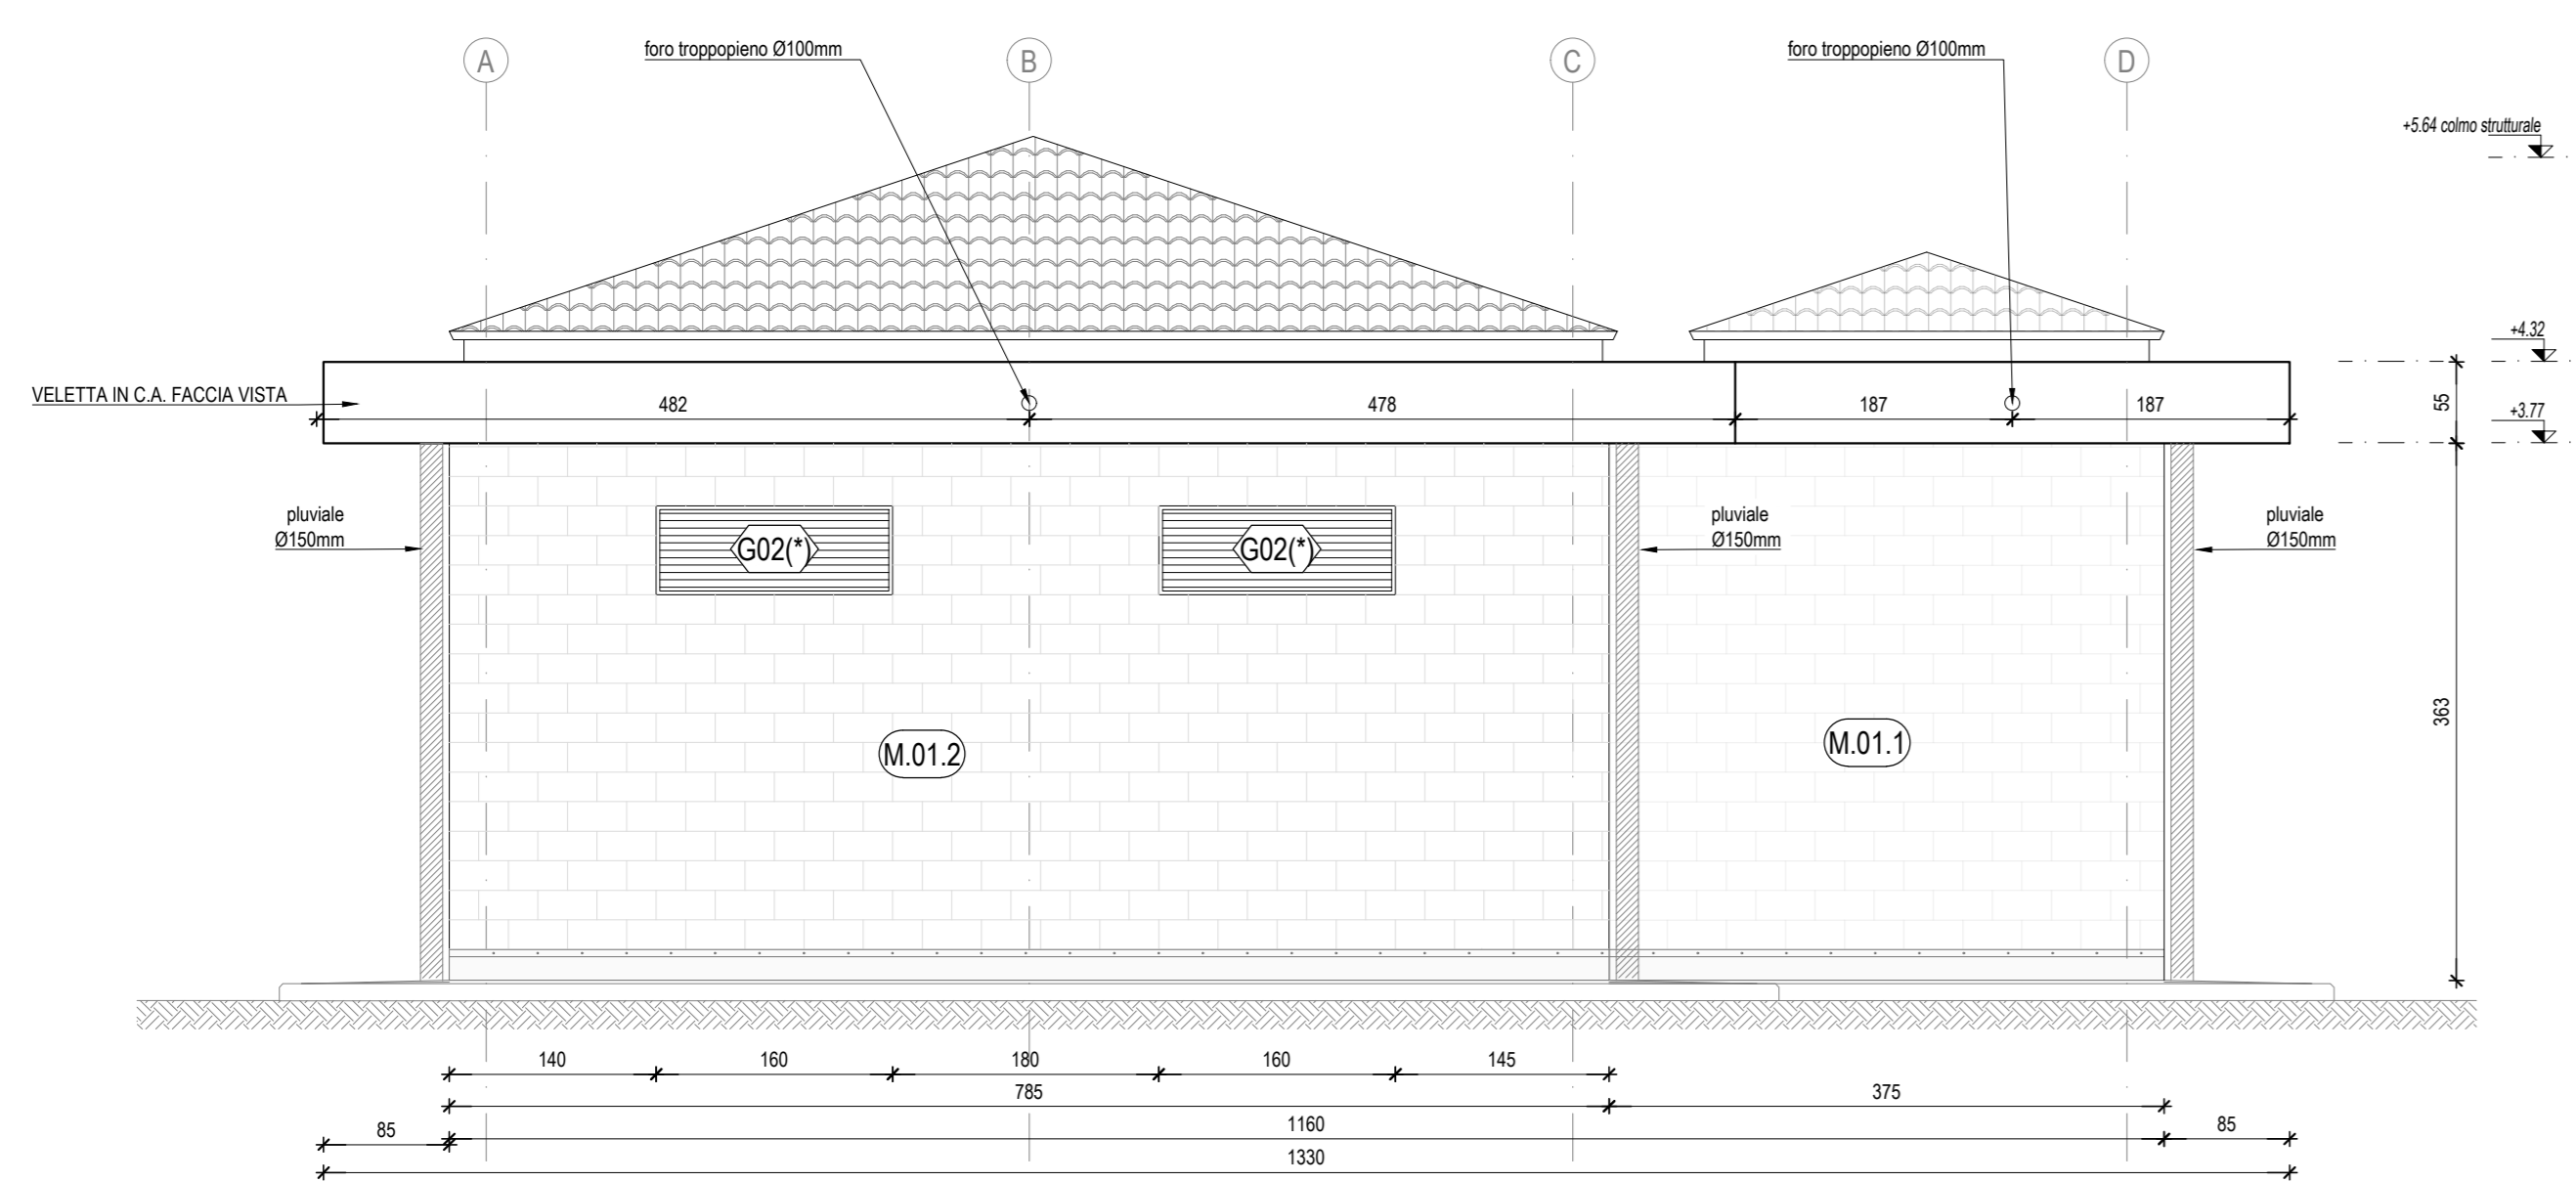 A
foro troppopieno Ø100mm
B
C
foro troppopieno Ø100mm
D
+5.64 colmo strutturale
+4.32
VELETTA IN C.A. FACCIA VISTA
482
478
187
187
55
+3.77
pluviale
Ø150mm
G02(*)
G02(*)
pluviale
Ø150mm
pluviale
Ø150mm
363
M.01.2
M.01.1
140
160
180
160
145
785
375
85
1160
85
1330